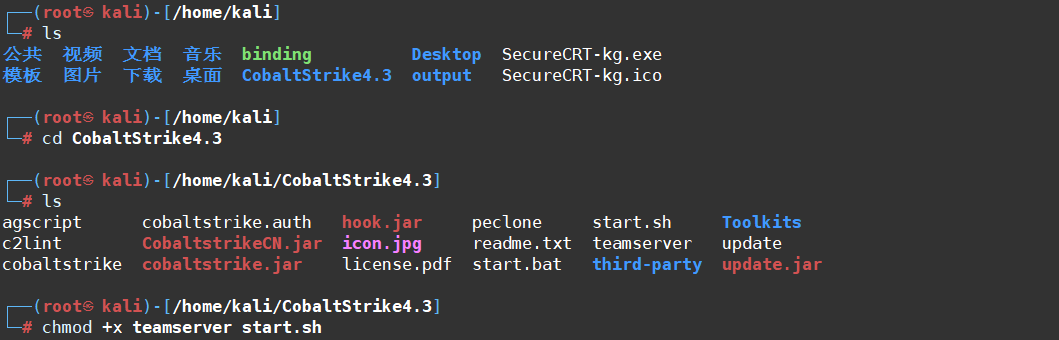 ┌──(root㉿ kali)-[/home/kali]
└─# ls
公共 视频 文档 音乐 binding Desktop SecureCRT-kg.exe
模板 图片 下载 桌面 CobaltStrike4.3 output SecureCRT-kg.ico
┌──(root㉿ kali)-[/home/kali]
└─# cd CobaltStrike4.3
┌──(root㉿ kali)-[/home/kali/CobaltStrike4.3]
└─# ls
agscript cobaltstrike.auth hook.jar peclone start.sh Toolkits
c2lint CobaltstrikeCN.jar icon.jpg readme.txt teamserver update
cobaltstrike cobaltstrike.jar license.pdf start.bat third-party update.jar
┌──(root㉿ kali)-[/home/kali/CobaltStrike4.3]
└─# chmod +x teamserver start.sh